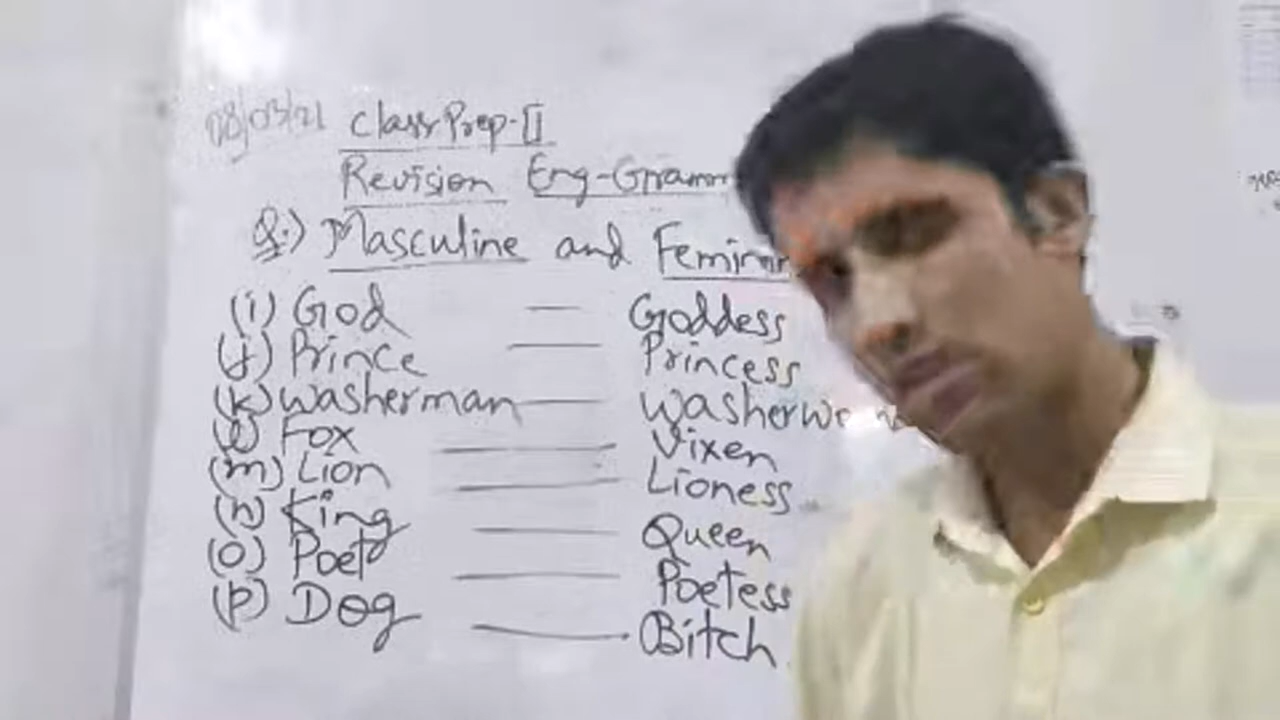 08/03/21 Class Prep-II
Revision Eng-Gramm
Q.) Masculine and Feminin
(i) God — Goddess
(j) Prince — Princess
(k) Washerman — Washerwo
(l) Fox — Vixen
(m) Lion — Lioness
(n) King — Queen
(o) Poet — Poetess
(p) Dog — Bitch